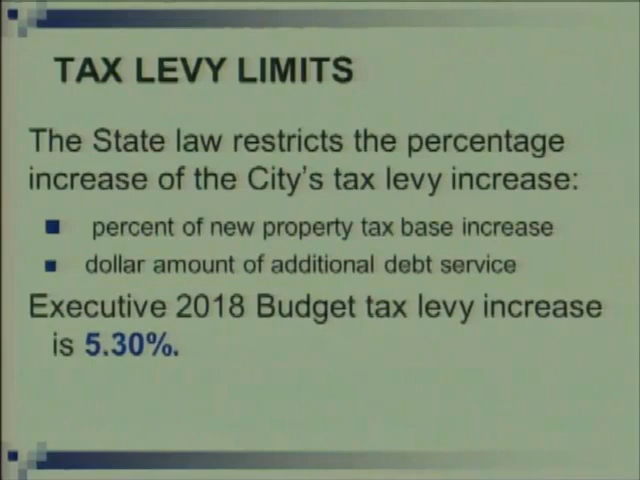 TAX LEVY LIMITS
The State law restricts the percentage
increase of the City's tax levy increase:
percent of new property tax base increase
dollar amount of additional debt service
Executive 2018 Budget tax levy increase
is 5.30%.